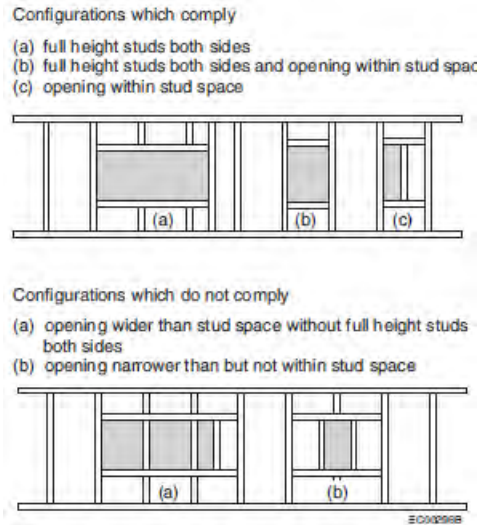 Configurations which comply
(a) full height studs both sides
(b) full height studs both sides and opening within stud spac
(c) opening within stud space
(a)
(b)
(c)
Configurations which do not comply
(a) opening wider than stud space without full height studs
both sides
(b) opening narrower than but not within stud space
(a)
(b)